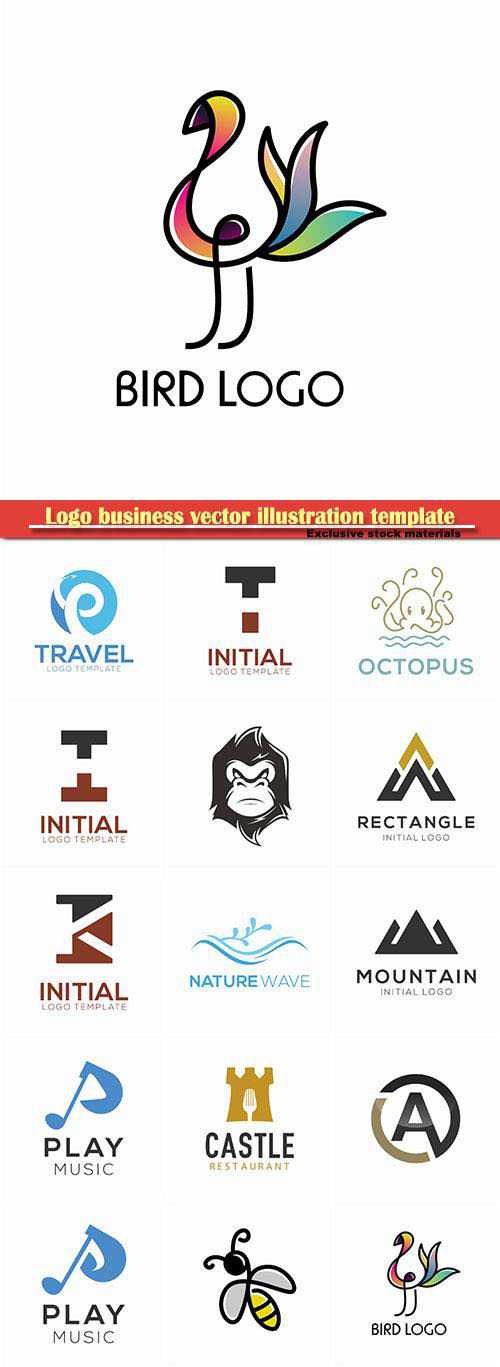 BIRD LOGO
Logo business vector illustration template
Exclusive stock materials
TRAVEL
LOGO TEMPLATE
INITIAL
LOGO TEMPLATE
OCTOPUS
INITIAL
LOGO TEMPLATE
RECTANGLE
INITIAL LOGO
INITIAL
LOGO TEMPLATE
NATURE WAVE
MOUNTAIN
INITIAL LOGO
PLAY
MUSIC
CASTLE
RESTAURANT
A
PLAY
MUSIC
BIRD LOGO